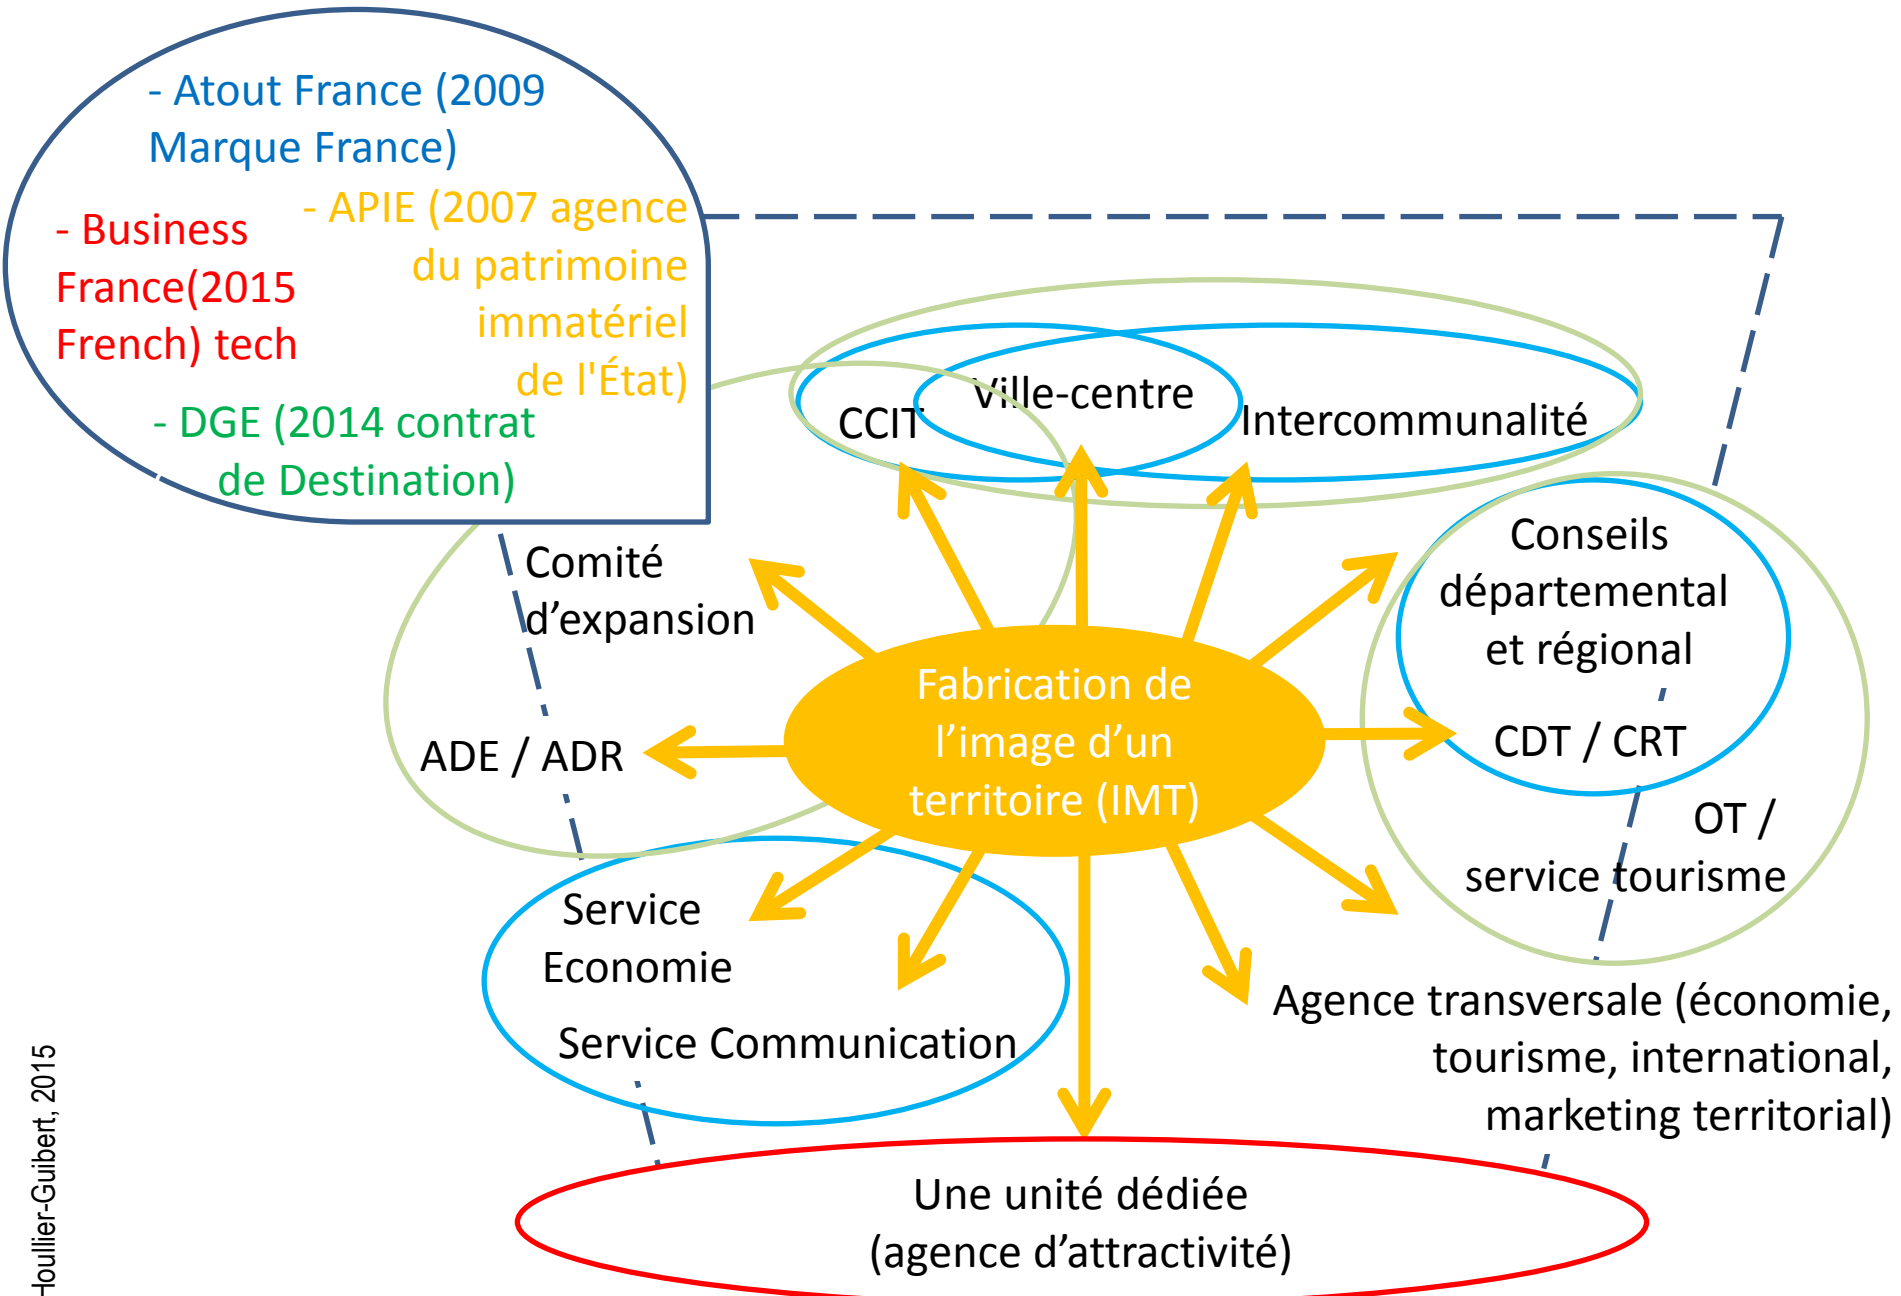 - Atout France (2009
Marque France)
- APIE (2007 agence
du patrimoine
immatériel
de l'État)
- Business
France(2015
French) tech
- DGE (2014 contrat
de Destination)
CCIT
Ville-centre
Intercommunalité
Comité
d’expansion
Conseils
départemental
et régional
CDT / CRT
OT /
service tourisme
ADE / ADR
Fabrication de
l’image d’un
territoire (IMT)
Service
Economie
Service Communication
Agence transversale (économie,
tourisme, international,
marketing territorial)
Une unité dédiée
(agence d’attractivité)
Houllier-Guibert, 2015